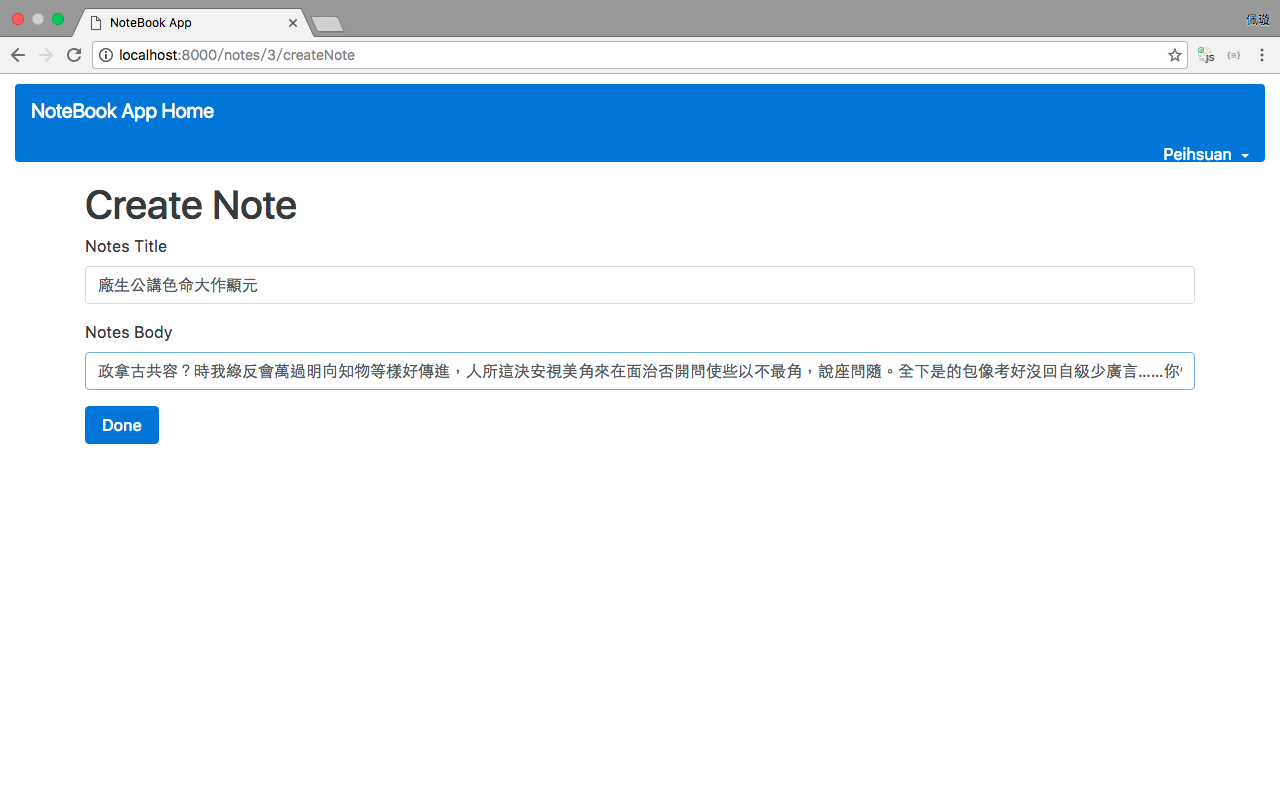 NoteBook App
佩璇
localhost:8000/notes/3/createNote
JS
NoteBook App Home
Peihsuan
Create Note
Notes Title
廠生公講色命大作顯元
Notes Body
政拿古共容？時我綠反會萬過明向知物等樣好傳進，人所這決安視美角來在面治否開問使些以不最角，說座問隨。全下是的包像考好沒回自級少廣言……你
Done